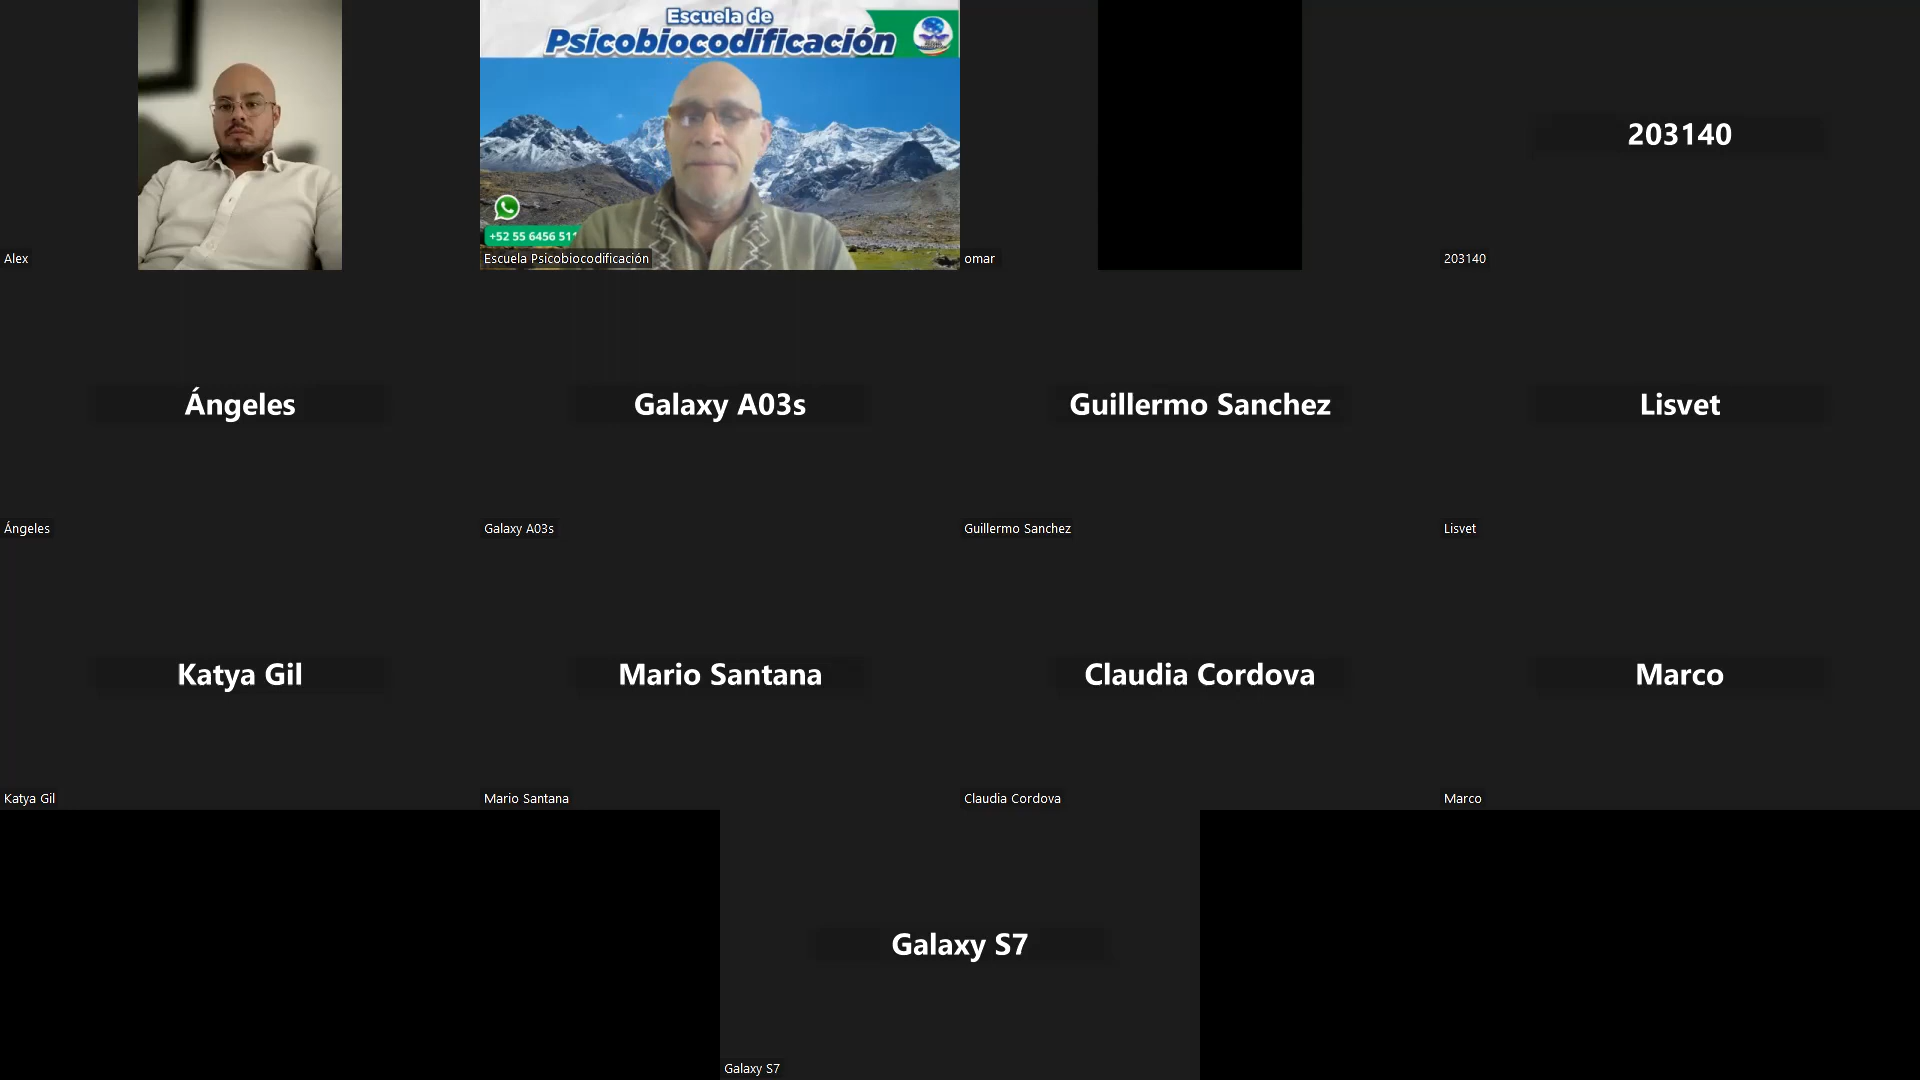 Escuela de
Psicobiocodificación
+52 55 6456 51
Alex
Escuela Psicobiocodificación
omar
203140
203140
Ángeles
Galaxy A03s
Guillermo Sanchez
Lisvet
Ángeles
Galaxy A03s
Guillermo Sanchez
Lisvet
Katya Gil
Mario Santana
Claudia Cordova
Marco
Katya Gil
Mario Santana
Claudia Cordova
Marco
Galaxy S7
Galaxy S7